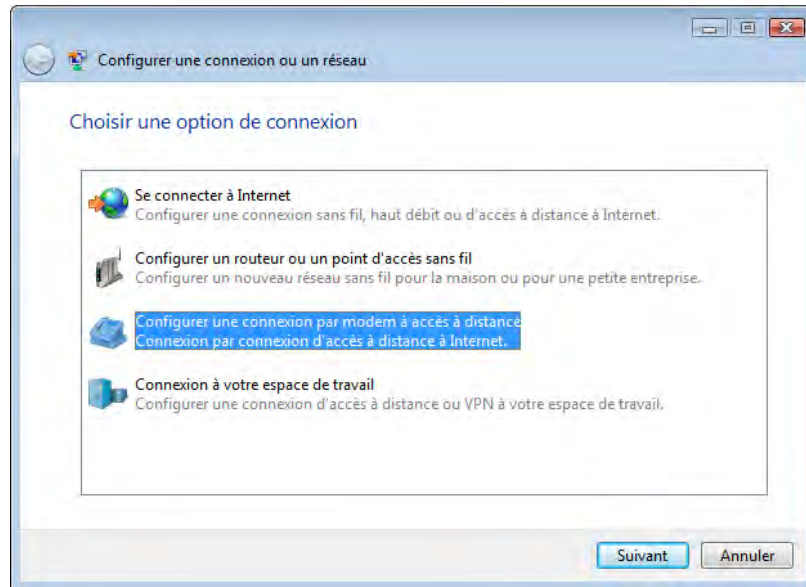 Configurer une connexion ou un réseau
Choisir une option de connexion
Se connecter à Internet
Configurer une connexion sans fil, haut débit ou d'accès à distance à Internet.
Configurer un routeur ou un point d'accès sans fil
Configurer un nouveau réseau sans fil pour la maison ou pour une petite entreprise.
Configurer une connexion par modem à accès à distance
Connexion par connexion d'accès à distance à Internet.
Connexion à votre espace de travail
Configurer une connexion d'accès à distance ou VPN à votre espace de travail.
Suivant Annuler